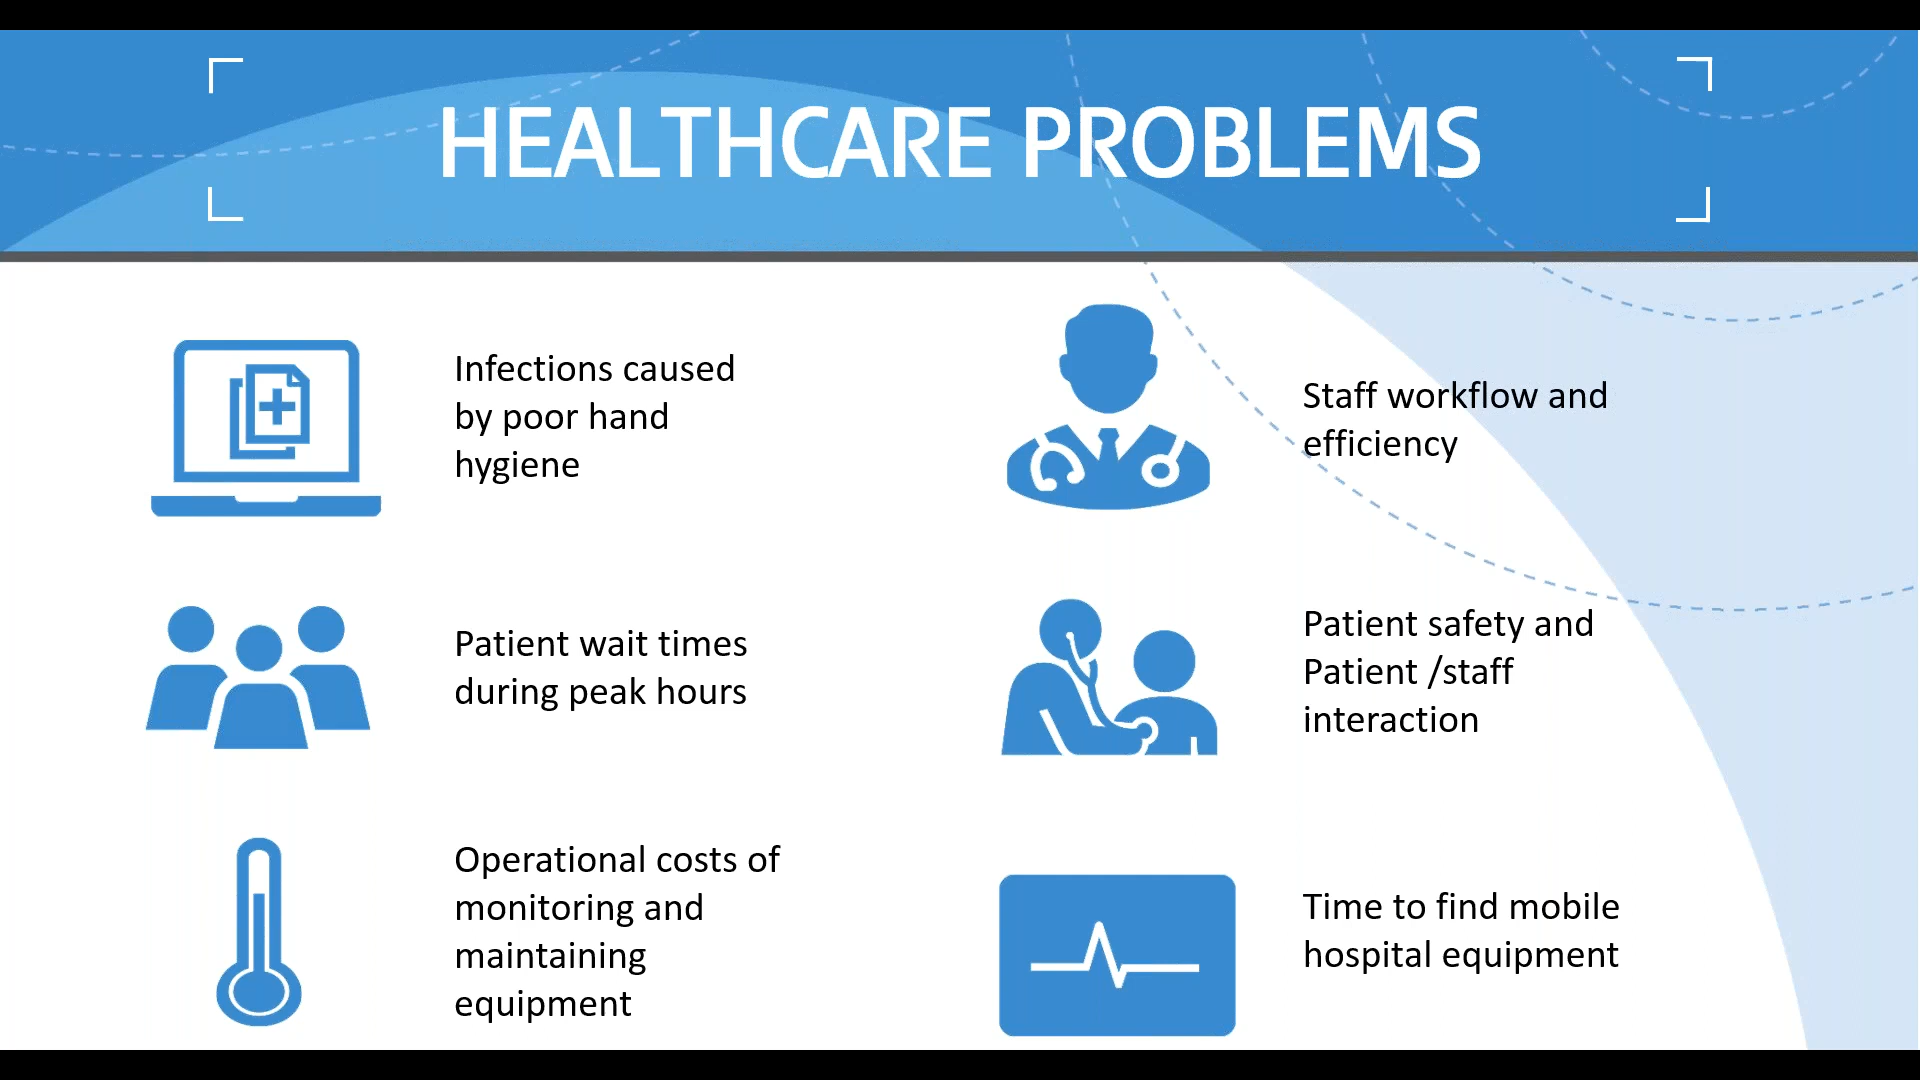 HEALTHCARE PROBLEMS
Infections caused
by poor hand
hygiene
Staff workflow and
efficiency
Patient wait times
during peak hours
Patient safety and
Patient /staff
interaction
Operational costs of
monitoring and
maintaining
equipment
Time to find mobile
hospital equipment